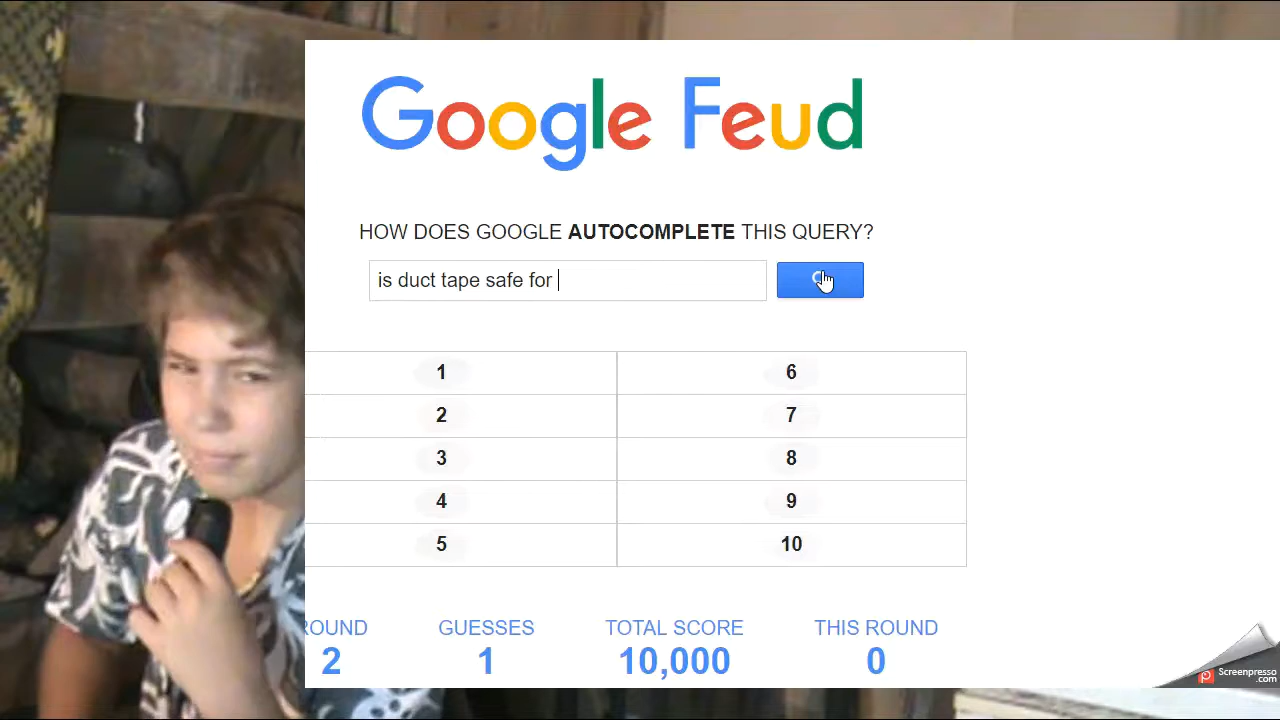 Google Feud
HOW DOES GOOGLE AUTOCOMPLETE THIS QUERY?
is duct tape safe for
1 6
2 7
3 8
4 9
5 10
ROUND GUESSES TOTAL SCORE THIS ROUND
2 1 10,000 0
Screenpresso
.com